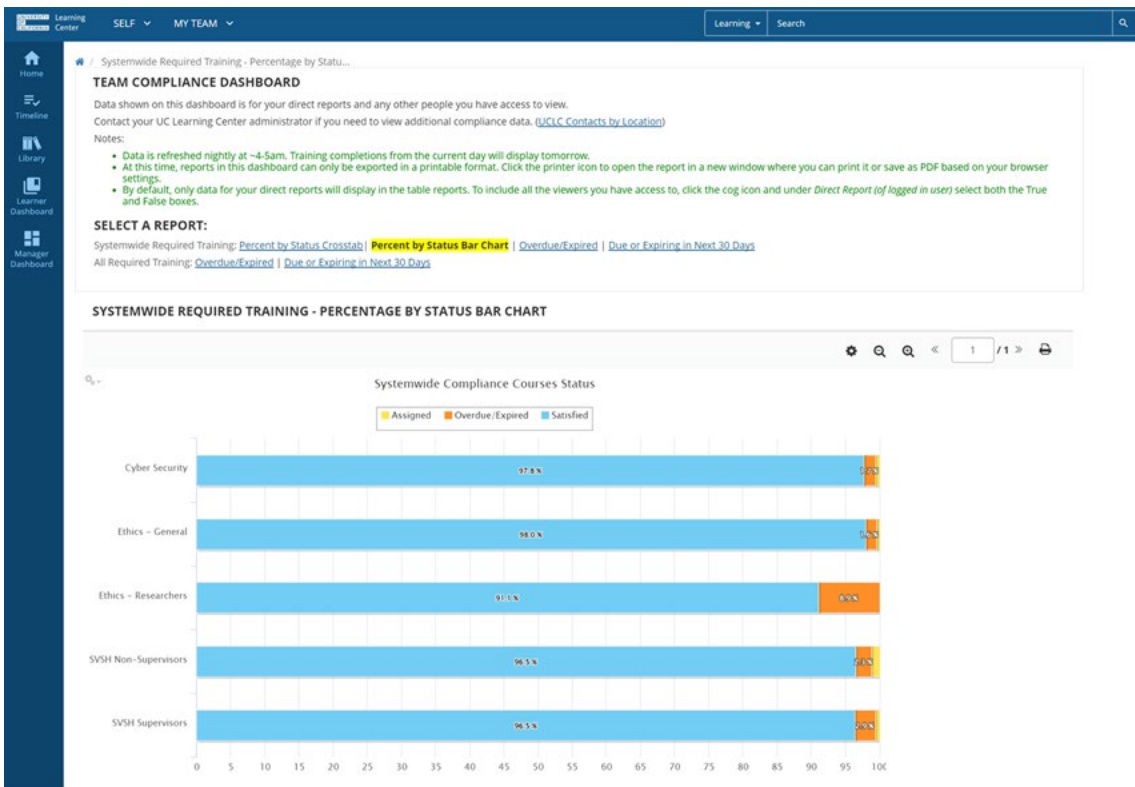 UNIVERSITY OF CALIFORNIA Learning Center
SELF
MY TEAM
Learning
Search
Home
Timeline
Library
Learner Dashboard
Manager Dashboard
/ Systemwide Required Training - Percentage by Statu...
TEAM COMPLIANCE DASHBOARD
Data shown on this dashboard is for your direct reports and any other people you have access to view.
Contact your UC Learning Center administrator if you need to view additional compliance data. (UCLC Contacts by Location)
Notes:
• Data is refreshed nightly at ~4-5am. Training completions from the current day will display tomorrow.
• At this time, reports in this dashboard can only be exported in a printable format. Click the printer icon to open the report in a new window where you can print it or save as PDF based on your browser
settings.
• By default, only data for your direct reports will display in the table reports. To include all the viewers you have access to, click the cog icon and under Direct Report (of logged in user) select both the True
and False boxes.
SELECT A REPORT:
Systemwide Required Training: Percent by Status Crosstab| Percent by Status Bar Chart | Overdue/Expired | Due or Expiring in Next 30 Days
All Required Training: Overdue/Expired | Due or Expiring in Next 30 Days
SYSTEMWIDE REQUIRED TRAINING - PERCENTAGE BY STATUS BAR CHART
« 1 / 1 »
Systemwide Compliance Courses Status
Assigned Overdue/Expired Satisfied
Cyber Security 97.8%
Ethics - General 98.0%
Ethics - Researchers 91.1% 8.9%
SVSH Non-Supervisors 96.5%
SVSH Supervisors 96.5%
0 5 10 15 20 25 30 35 40 45 50 55 60 65 70 75 80 85 90 95